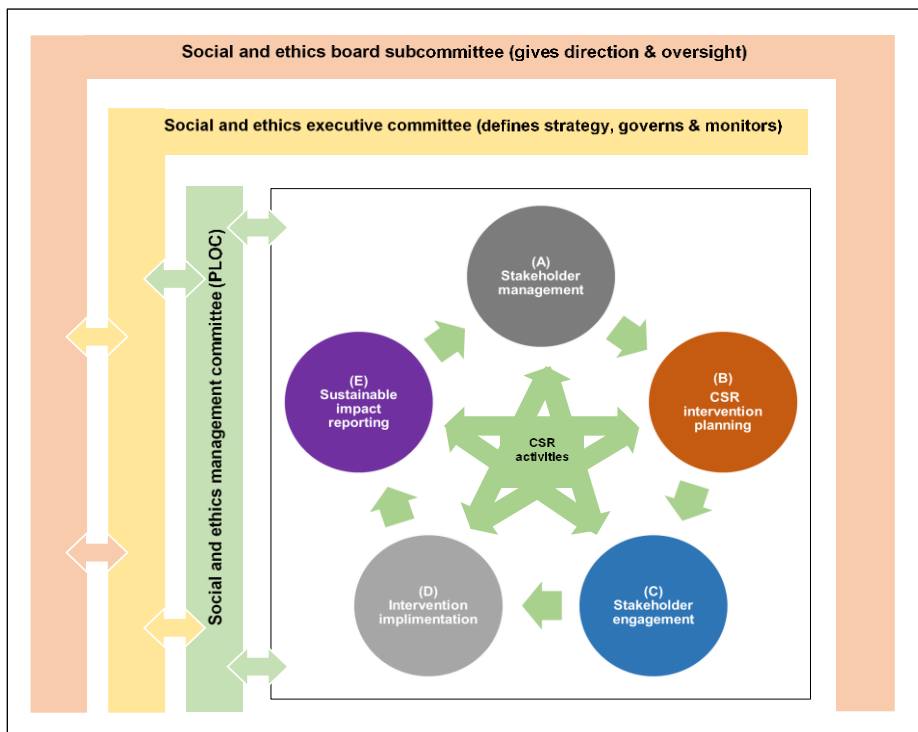 Social and ethics board subcommittee (gives direction & oversight)
Social and ethics executive committee (defines strategy, governs & monitors)
Social and ethics management committee (PLOC)
(A)
Stakeholder
management
(B)
CSR
intervention
planning
(C)
Stakeholder
engagement
(D)
Intervention
implimentation
(E)
Sustainable
impact
reporting
CSR
activities